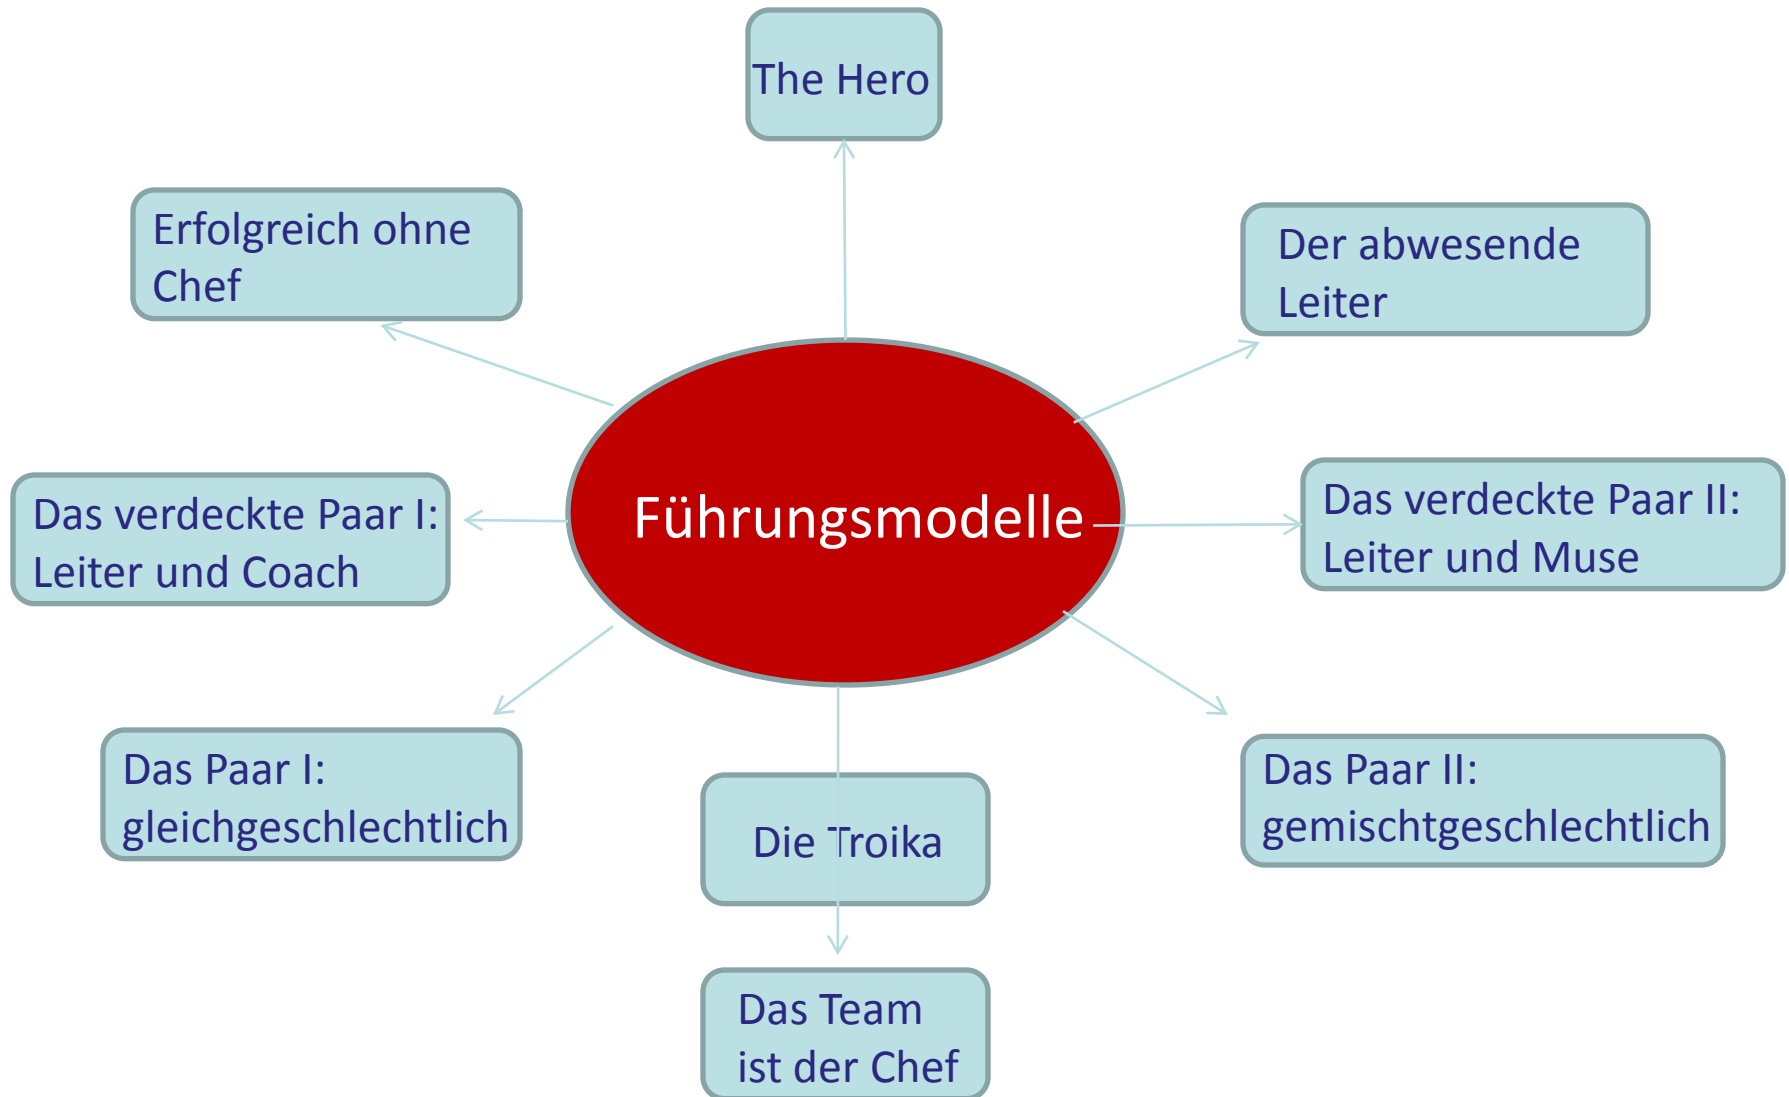 The Hero
Erfolgreich ohne
Chef
Der abwesende
Leiter
Das verdeckte Paar I:
Leiter und Coach
Führungsmodelle
Das verdeckte Paar II:
Leiter und Muse
Das Paar I:
gleichgeschlechtlich
Die Troika
Das Paar II:
gemischtgeschlechtlich
Das Team
ist der Chef